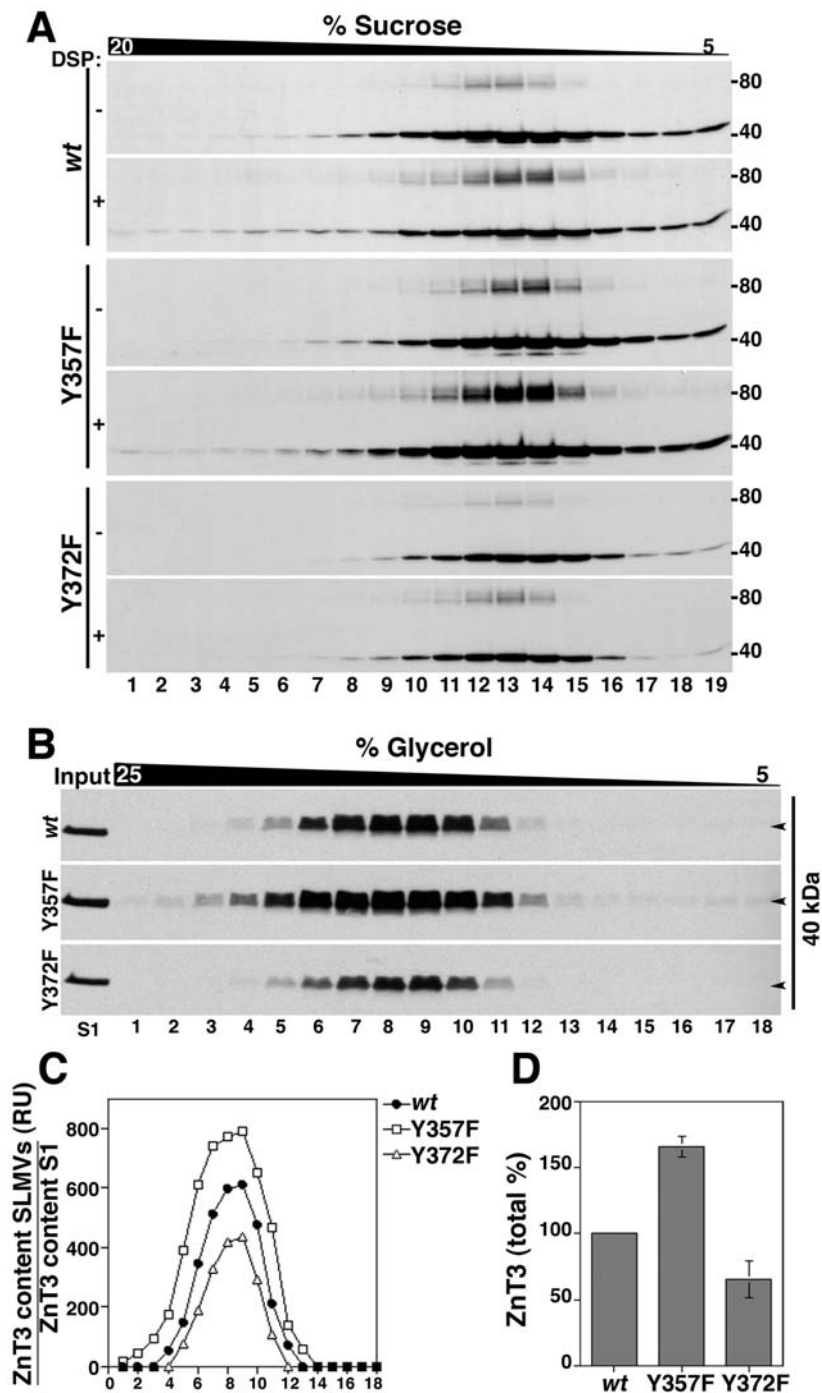 A
% Sucrose
20 5
DSP:
wt
-
-80
-40
+
-80
-40
Y357F
-
-80
-40
+
-80
-40
Y372F
-
-80
-40
+
-80
-40
1 2 3 4 5 6 7 8 9 10 11 12 13 14 15 16 17 18 19
B
% Glycerol
Input 25 5
wt
Y357F
Y372F
40 kDa
S1 1 2 3 4 5 6 7 8 9 10 11 12 13 14 15 16 17 18
C
ZnT3 content SLMVs (RU)
ZnT3 content S1
800
600
400
200
0
0 2 4 6 8 10 12 14 16 18
wt
Y357F
Y372F
D
ZnT3 (total %)
200
150
100
50
0
wt Y357F Y372F